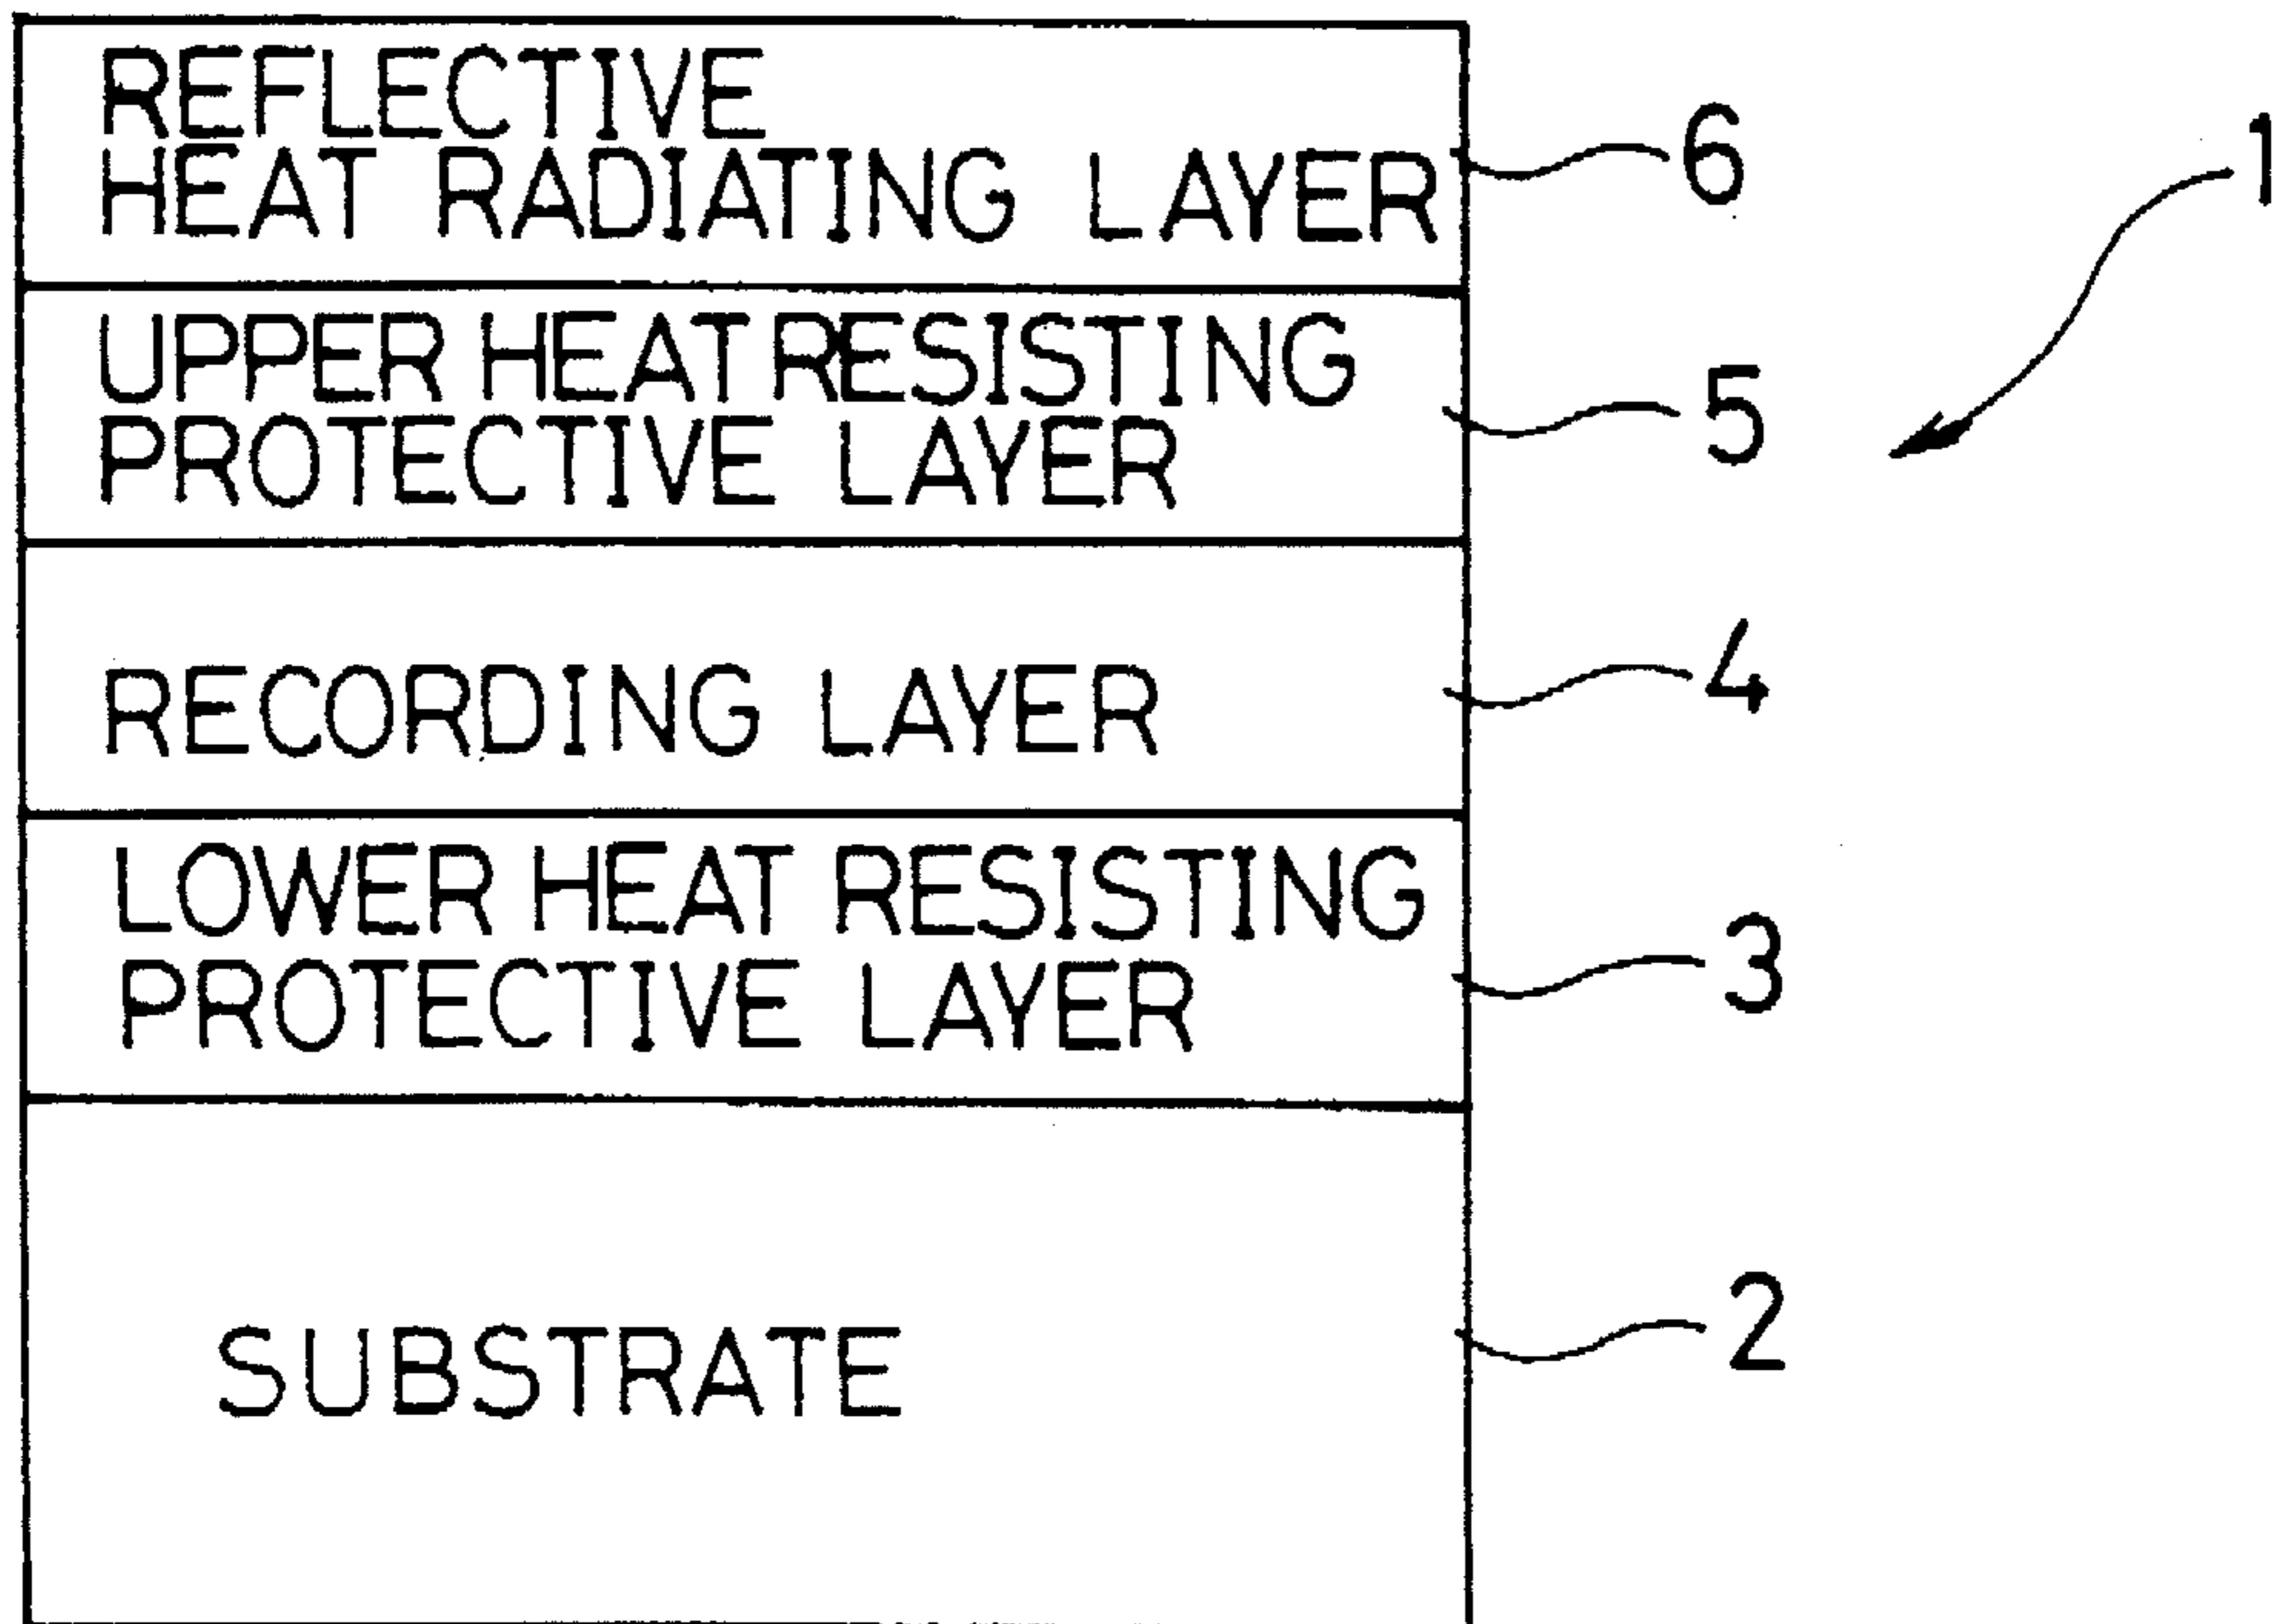 REFLECTIVE
HEAT RADIATING LAYER
6
1
UPPER HEAT RESISTING
PROTECTIVE LAYER
5
RECORDING LAYER
4
LOWER HEAT RESISTING
PROTECTIVE LAYER
3
SUBSTRATE
2